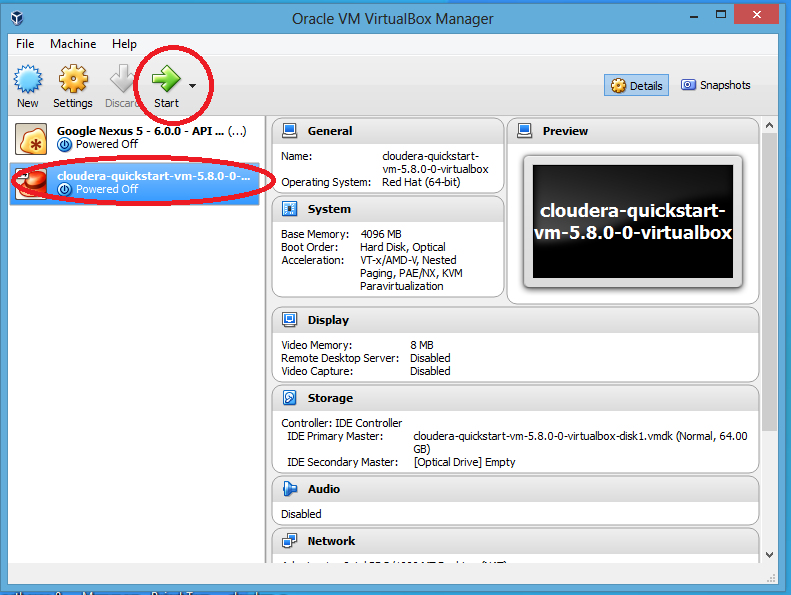 Oracle VM VirtualBox Manager
File Machine Help
New Settings Discard Start
Details Snapshots
Google Nexus 5 - 6.0.0 - API ... (...)
Powered Off
cloudera-quickstart-vm-5.8.0-0-...
Powered Off
General
Name: cloudera-quickstart-
vm-5.8.0-0-virtualbox
Operating System: Red Hat (64-bit)
System
Base Memory: 4096 MB
Boot Order: Hard Disk, Optical
Acceleration: VT-x/AMD-V, Nested
Paging, PAE/NX, KVM
Paravirtualization
Preview
cloudera-quickstart-
vm-5.8.0-0-virtualbox
Display
Video Memory: 8 MB
Remote Desktop Server: Disabled
Video Capture: Disabled
Storage
Controller: IDE Controller
IDE Primary Master: cloudera-quickstart-vm-5.8.0-0-virtualbox-disk1.vmdk (Normal, 64.00
GB)
IDE Secondary Master: [Optical Drive] Empty
Audio
Disabled
Network